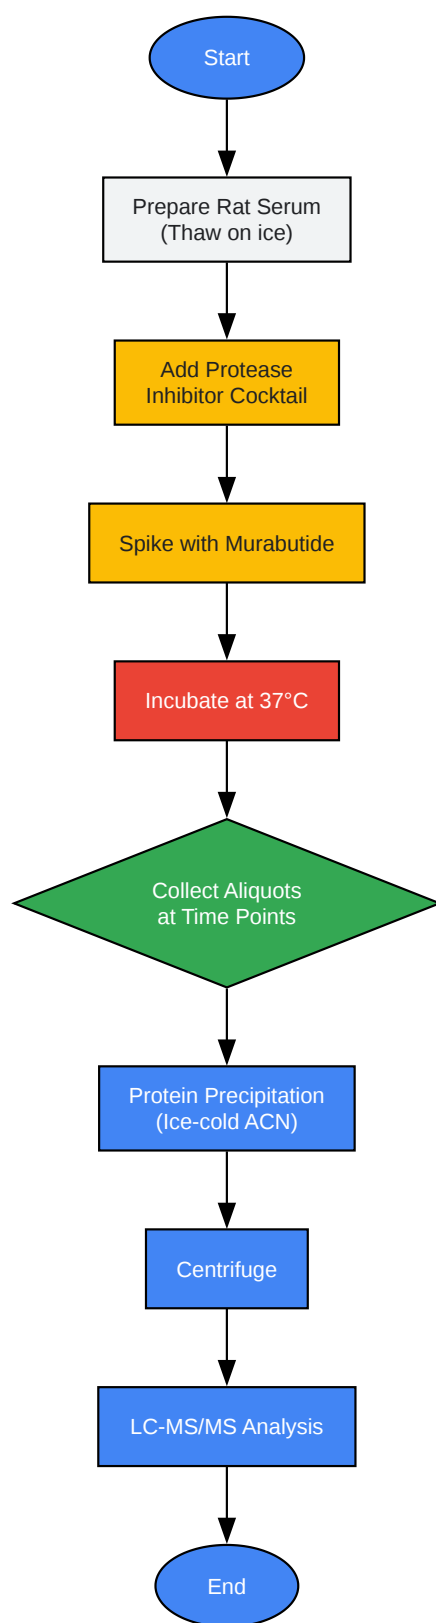 Start
Prepare Rat Serum
(Thaw on ice)
Add Protease
Inhibitor Cocktail
Spike with Murabutide
Incubate at 37°C
Collect Aliquots
at Time Points
Protein Precipitation
(Ice-cold ACN)
Centrifuge
LC-MS/MS Analysis
End